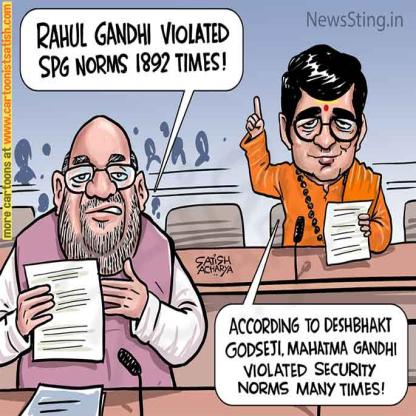 NewsSting.in
RAHUL GANDHI VIOLATED
SPG NORMS 1892 TIMES!
more cartoons at www.cartoonistsatish.com
SATISH
ACHARYA
ACCORDING TO DESHBHAKT
GODSEJI, MAHATMA GANDHI
VIOLATED SECURITY
NORMS MANY TIMES!